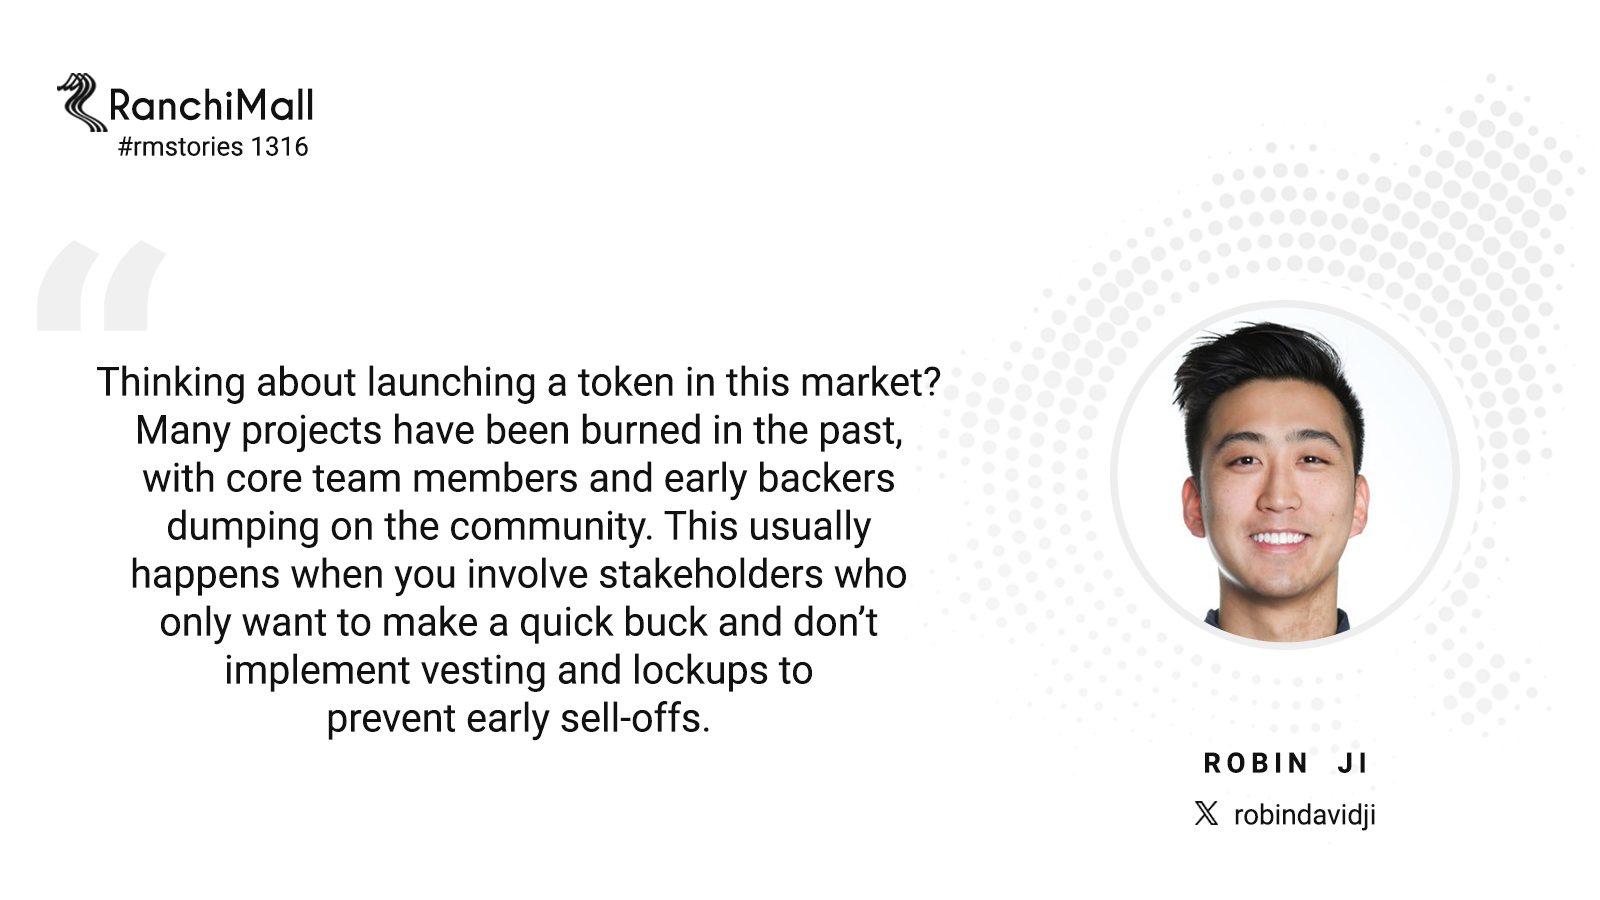 RanchiMall
#rmstories 1316
“
Thinking about launching a token in this market?
Many projects have been burned in the past,
with core team members and early backers
dumping on the community. This usually
happens when you involve stakeholders who
only want to make a quick buck and don’t
implement vesting and lockups to
prevent early sell-offs.
ROBIN JI
𝕏 robindavidji